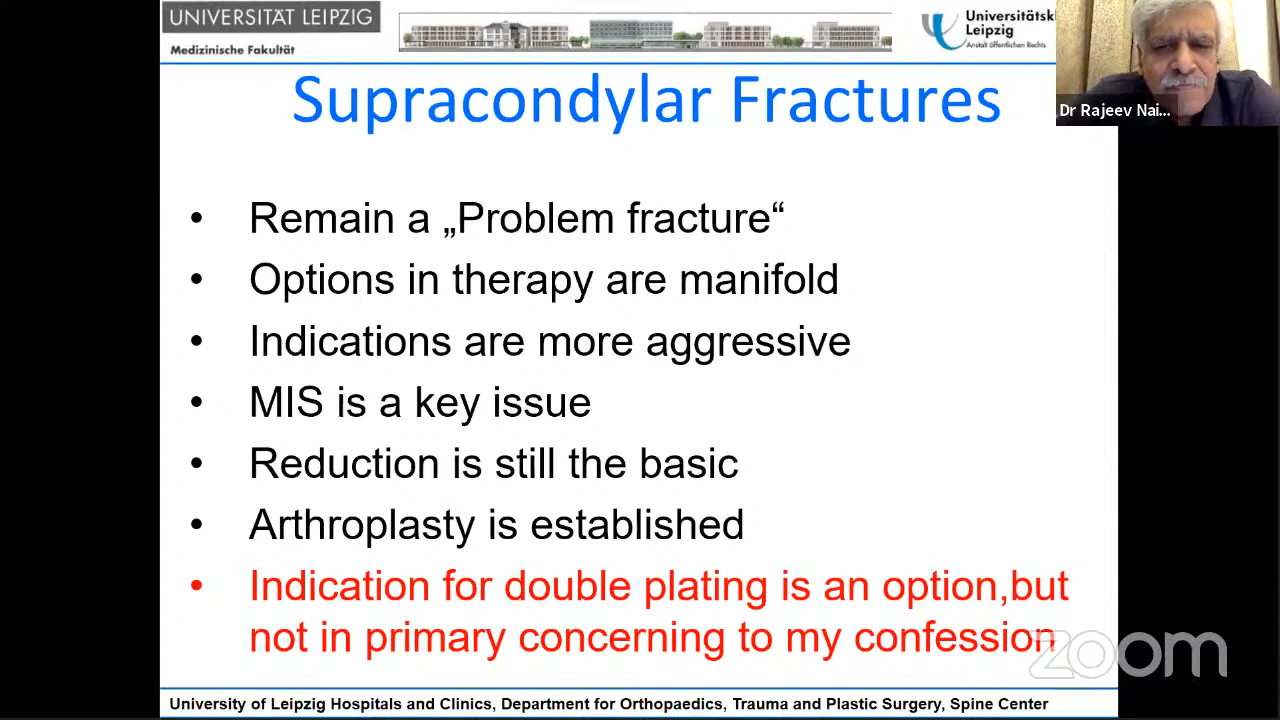 UNIVERSITÄT LEIPZIG
Medizinische Fakultät
Universitätsk
Leipzig
Anstalt öffentlichen Rechts
Dr Rajeev Nai...
Supracondylar Fractures
• Remain a „Problem fracture“
• Options in therapy are manifold
• Indications are more aggressive
• MIS is a key issue
• Reduction is still the basic
• Arthroplasty is established
• Indication for double plating is an option,but
not in primary concerning to my confession
zoom
University of Leipzig Hospitals and Clinics, Department for Orthopaedics, Trauma and Plastic Surgery, Spine Center